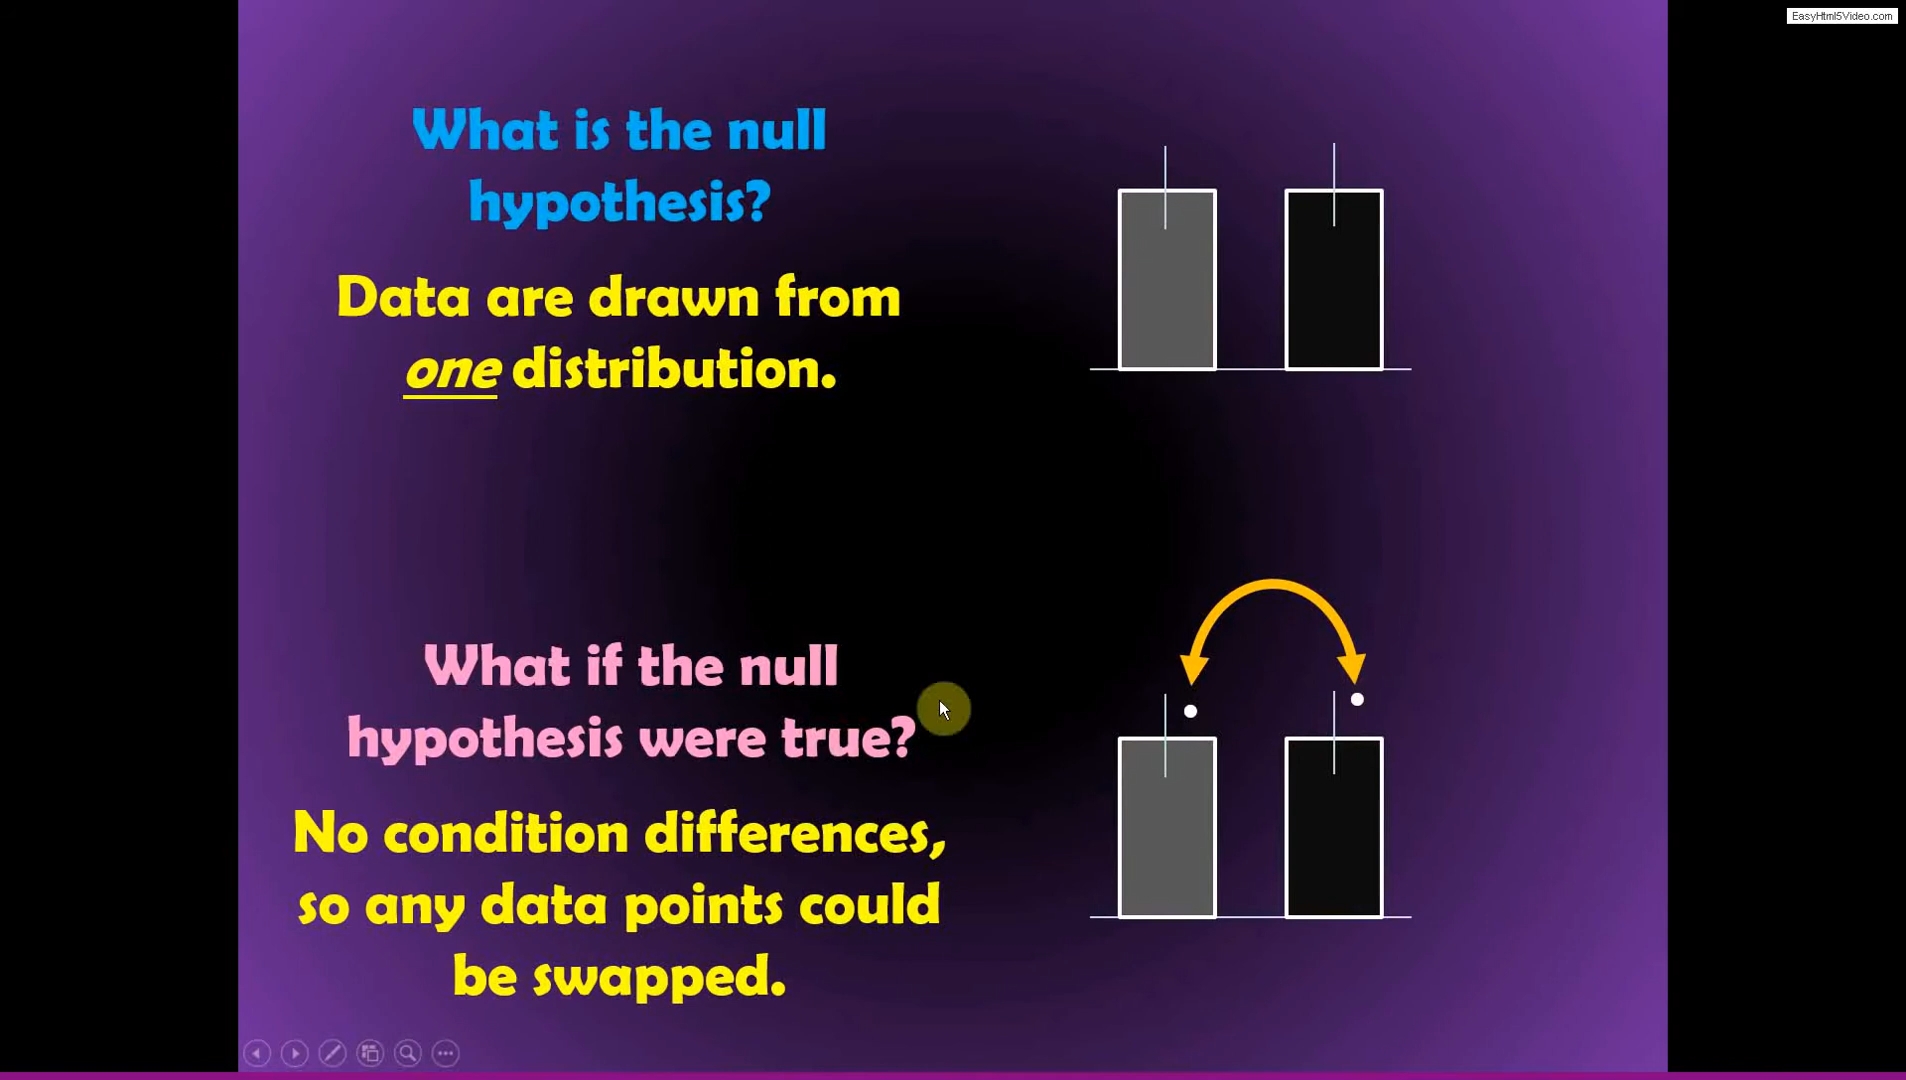 EasyHtml5Video.com
What is the null
hypothesis?
Data are drawn from
one distribution.
What if the null
hypothesis were true?
No condition differences,
so any data points could
be swapped.